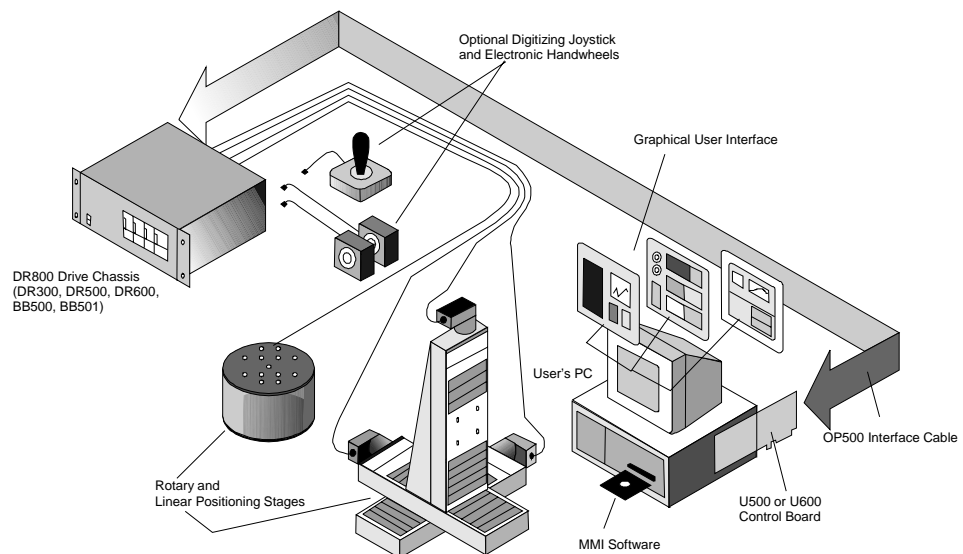 Optional Digitizing Joystick
and Electronic Handwheels
Graphical User Interface
DR800 Drive Chassis
(DR300, DR500, DR600,
BB500, BB501)
User's PC
OP500 Interface Cable
Rotary and
Linear Positioning Stages
U500 or U600
Control Board
MMI Software